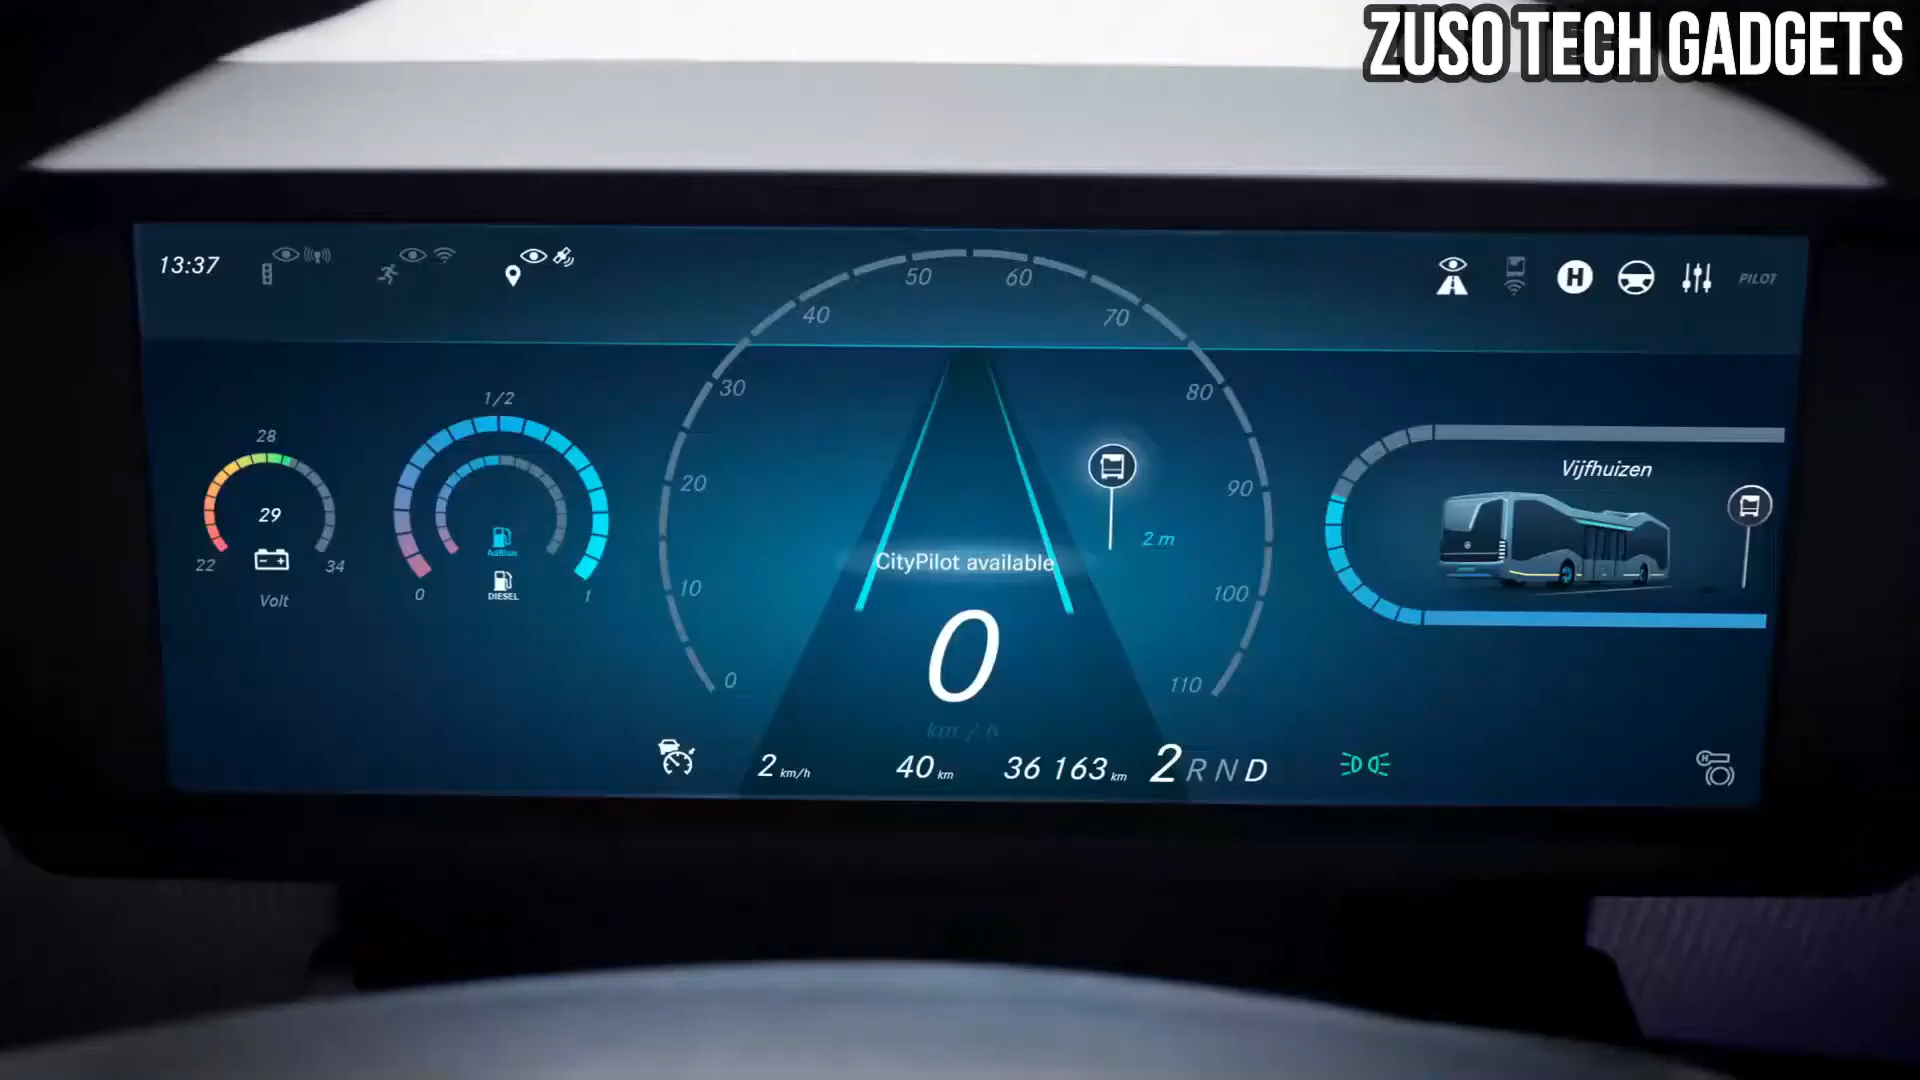 ZUSO TECH GADGETS
13:37
H
PILOT
50
60
40
70
30
80
20
90
10
100
0
110
28
29
22
34
Volt
1/2
AdBlue
DIESEL
0
1
2 m
CityPilot available
0
km / h
Vijfhuizen
2 km/h
40 km
36 163 km
2 R N D
H